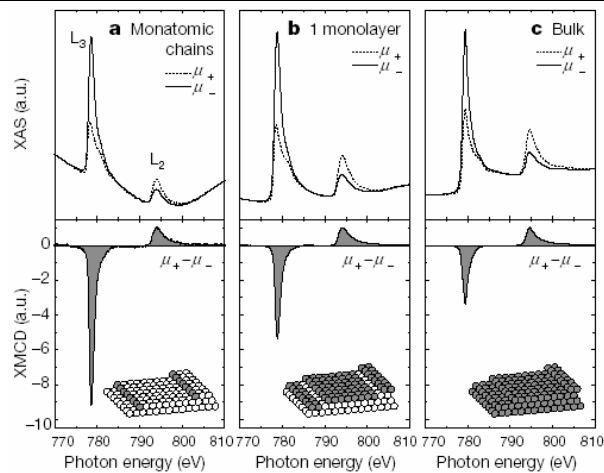 a Monatomic chains
L3
μ+
μ−
L2
b 1 monolayer
μ+
μ−
c Bulk
μ+
μ−
XAS (a.u.)
XMCD (a.u.)
0
−2
−4
−6
−8
−10
μ+−μ−
μ+−μ−
μ+−μ−
770 780 790 800 810
770 780 790 800 810
770 780 790 800 810
Photon energy (eV)
Photon energy (eV)
Photon energy (eV)